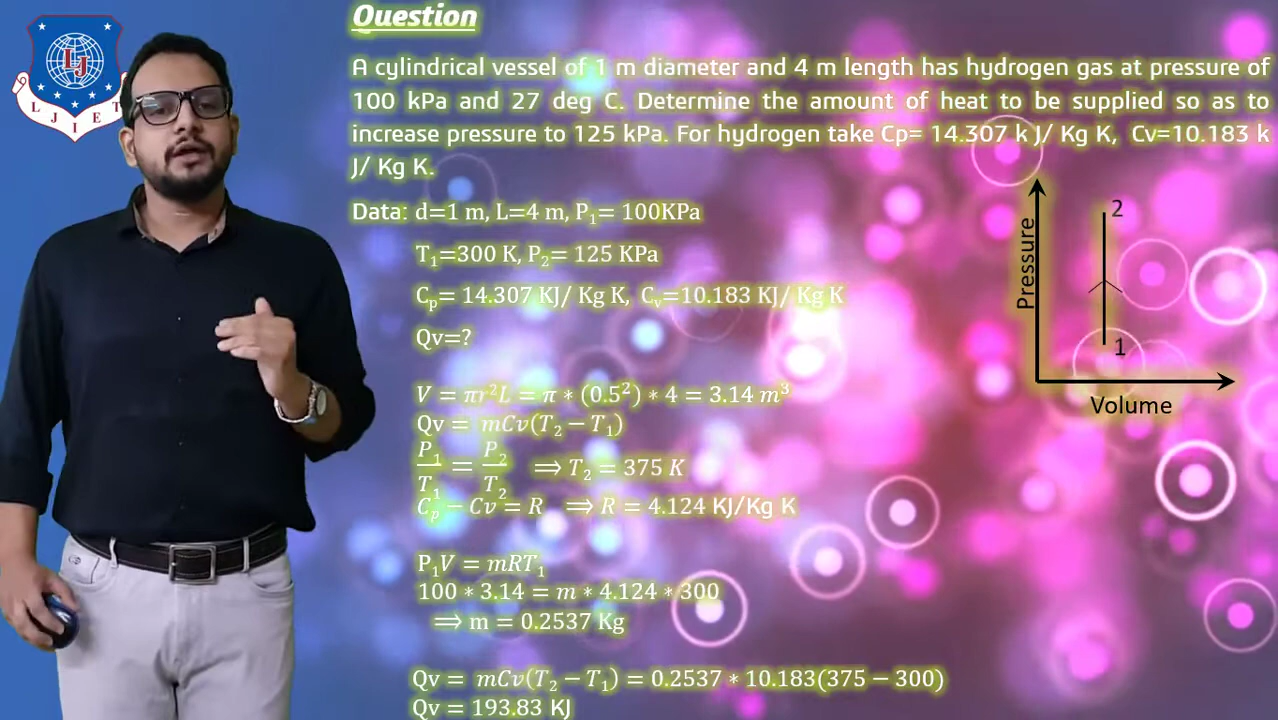 LJ
L J I E T
Question
A cylindrical vessel of 1 m diameter and 4 m length has hydrogen gas at pressure of
100 kPa and 27 deg C. Determine the amount of heat to be supplied so as to
increase pressure to 125 kPa. For hydrogen take Cp= 14.307 k J/ Kg K, Cv=10.183 k
J/ Kg K.
Data: d=1 m, L=4 m, P₁= 100KPa
T₁=300 K, P₂= 125 KPa
Cₚ= 14.307 KJ/ Kg K, Cᵥ=10.183 KJ/ Kg K
Qv=?
V = πr²L = π * (0.5²) * 4 = 3.14 m³
Qv = mCv(T₂ − T₁)
P₁/T₁ = P₂/T₂ ⟹ T₂ = 375 K
Cₚ − Cv = R ⟹ R = 4.124 KJ/Kg K
P₁V = mRT₁
100 * 3.14 = m * 4.124 * 300
⟹ m = 0.2537 Kg
Qv = mCv(T₂ − T₁) = 0.2537 * 10.183(375 − 300)
Qv = 193.83 KJ
Pressure
2
1
Volume